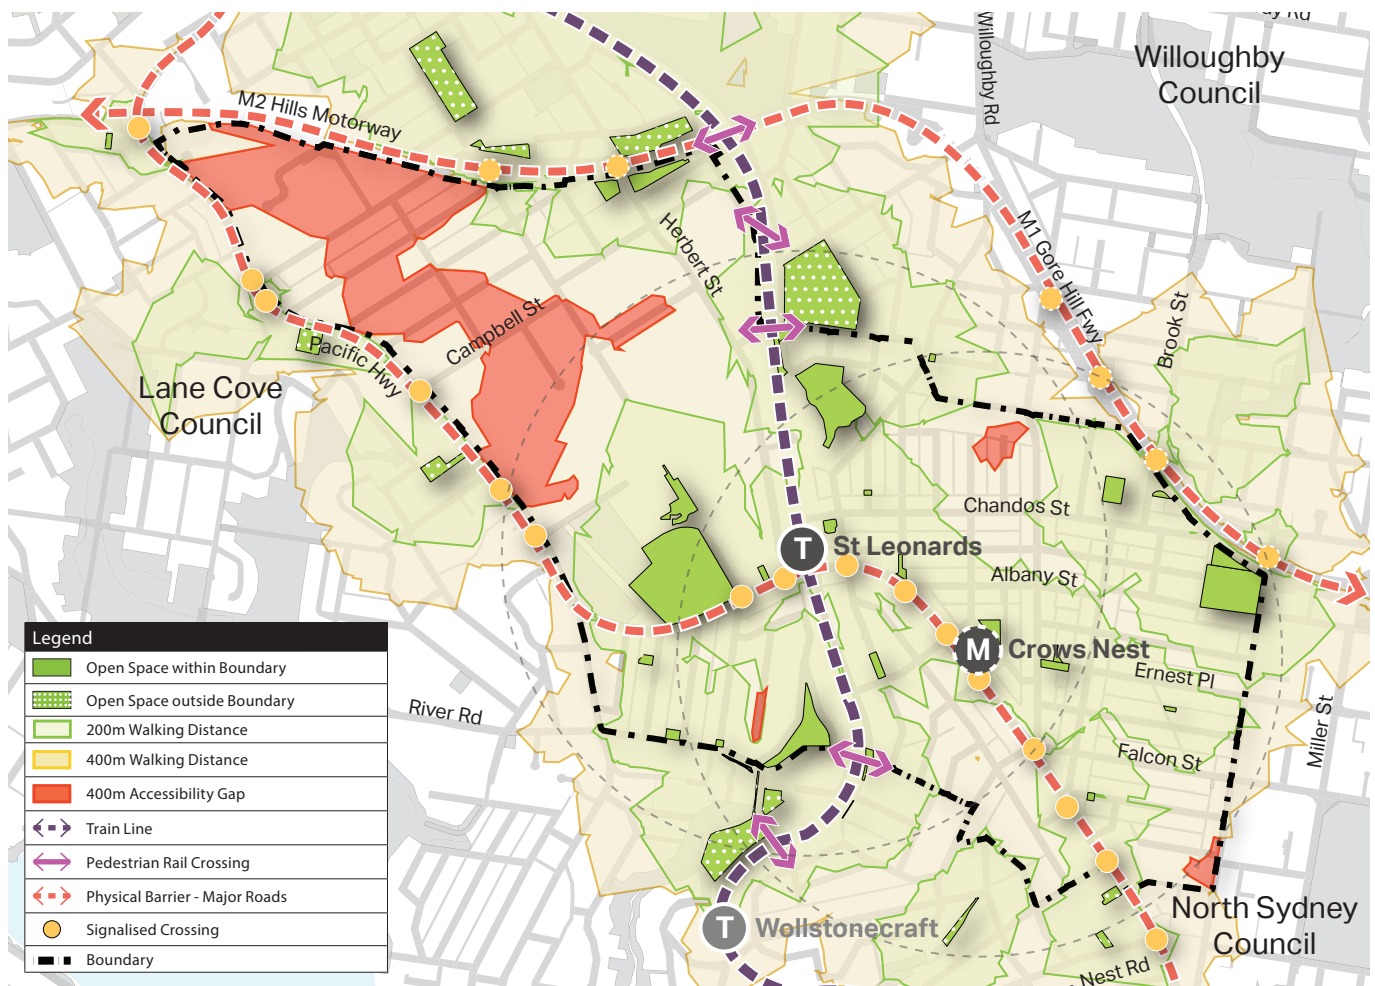 Willoughby Rd
Willoughby
Council
M2 Hills Motorway
Herbert St
M1 Gore Hill Fwy
Brook St
Campbell St
Pacific Hwy
Lane Cove
Council
Chandos St
T
St Leonards
Albany St
M
Crows Nest
Ernest Pl
River Rd
Miller St
Falcon St
North Sydney
Council
T
Wollstonecraft
Nest Rd
Legend
Open Space within Boundary
Open Space outside Boundary
200m Walking Distance
400m Walking Distance
400m Accessibility Gap
Train Line
Pedestrian Rail Crossing
Physical Barrier - Major Roads
Signalised Crossing
Boundary